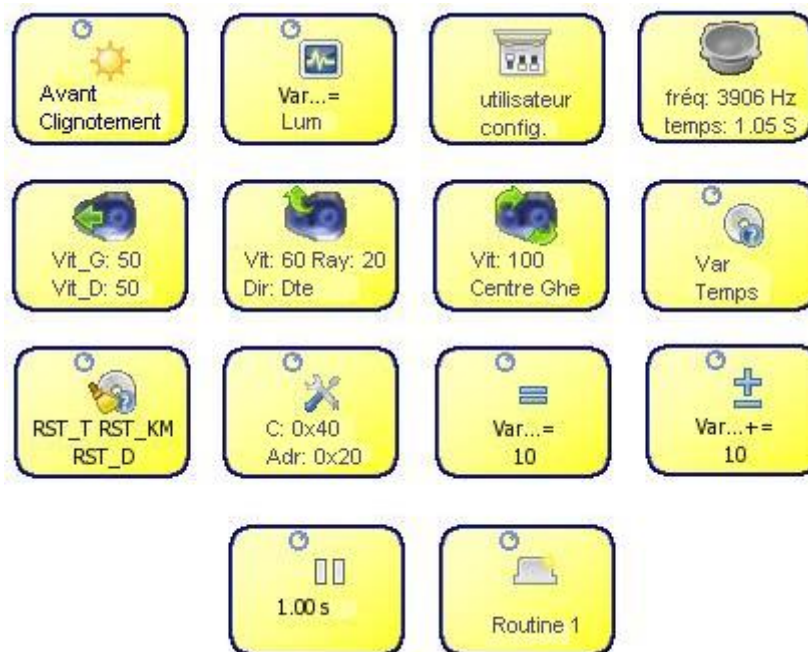 Avant
Clignotement
Var...=
Lum
utilisateur
config.
fréq: 3906 Hz
temps: 1.05 S
Vit_G: 50
Vit_D: 50
Vit: 60 Ray: 20
Dir: Dte
Vit: 100
Centre Ghe
Var
Temps
RST_T RST_KM
RST_D
C: 0x40
Adr: 0x20
Var...=
10
Var...+=
10
1.00 s
Routine 1